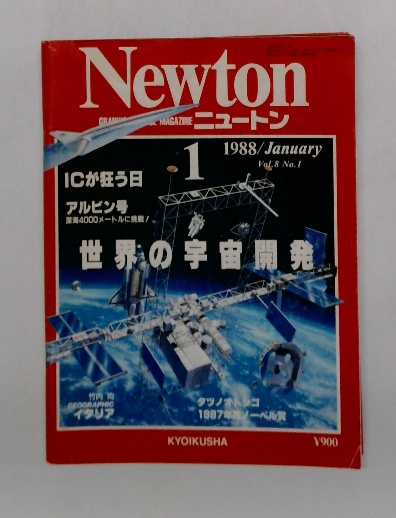 Newton
GRAPHIC SCIENCE MAGAZINE ニュートン
1
1988/January
Vol.8 No.1
ICが狂う日
アルビン号
深海4000メートルに挑戦!
世界の宇宙開発
竹内 均
GEOGRAPHIC
イタリア
タツノオトシゴ
1987年度ノーベル賞
KYOIKUSHA
¥900